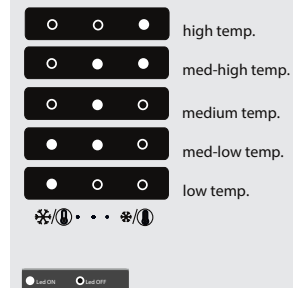 high temp.
med-high temp.
medium temp.
med-low temp.
low temp.
Led ON Led OFF